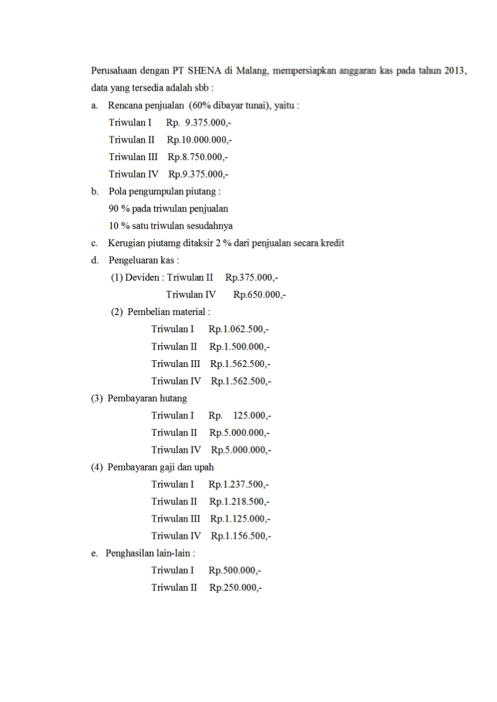 Perusahaan dengan PT SHENA di Malang, mempersiapkan anggaran kas pada tahun 2013,
data yang tersedia adalah sbb :
a. Rencana penjualan (60% dibayar tunai), yaitu :
Triwulan I Rp. 9.375.000,-
Triwulan II Rp.10.000.000,-
Triwulan III Rp.8.750.000,-
Triwulan IV Rp.9.375.000,-
b. Pola pengumpulan piutang :
90 % pada triwulan penjualan
10 % satu triwulan sesudahnya
c. Kerugian piutamg ditaksir 2 % dari penjualan secara kredit
d. Pengeluaran kas :
(1) Deviden : Triwulan II Rp.375.000,-
Triwulan IV Rp.650.000,-
(2) Pembelian material :
Triwulan I Rp.1.062.500,-
Triwulan II Rp.1.500.000,-
Triwulan III Rp.1.562.500,-
Triwulan IV Rp.1.562.500,-
(3) Pembayaran hutang
Triwulan I Rp. 125.000,-
Triwulan II Rp.5.000.000,-
Triwulan IV Rp.5.000.000,-
(4) Pembayaran gaji dan upah
Triwulan I Rp.1.237.500,-
Triwulan II Rp.1.218.500,-
Triwulan III Rp.1.125.000,-
Triwulan IV Rp.1.156.500,-
e. Penghasilan lain-lain :
Triwulan I Rp.500.000,-
Triwulan II Rp.250.000,-